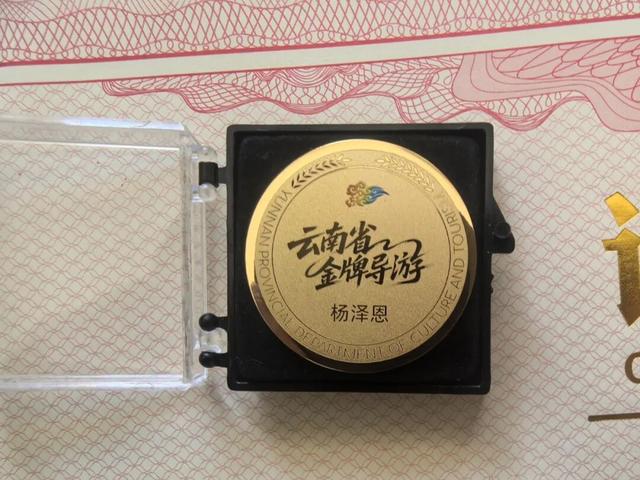 云南省
金牌导游
杨泽恩
YUNNAN PROVINCIAL DEPARTMENT OF CULTURE AND TOURISM